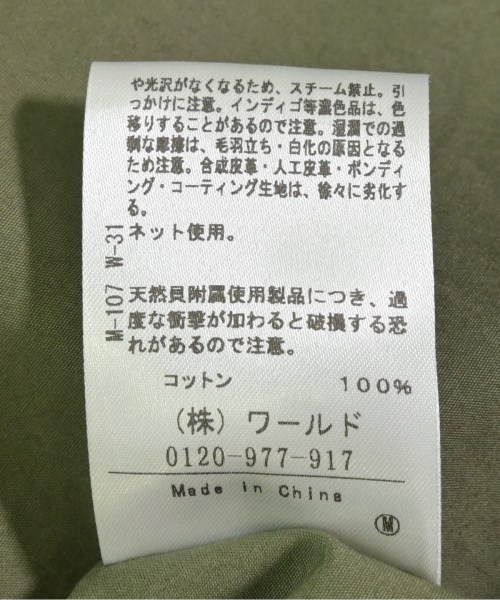 や光沢がなくなるため、スチーム禁止。引
っかけに注意。インディゴ等濃色品は、色
移りすることがあるので注意。湿潤での過
剰な摩擦は、毛羽立ち・白化の原因となる
ため注意。合成皮革・人工皮革・ボンディ
ング・コーティング生地は、徐々に劣化す
る。
ネット使用。
M-107 W-31
天然貝附属使用製品につき、過
度な衝撃が加わると破損する恐
れがあるので注意。
コットン 100%
(株) ワールド
0120-977-917
Made in China
M